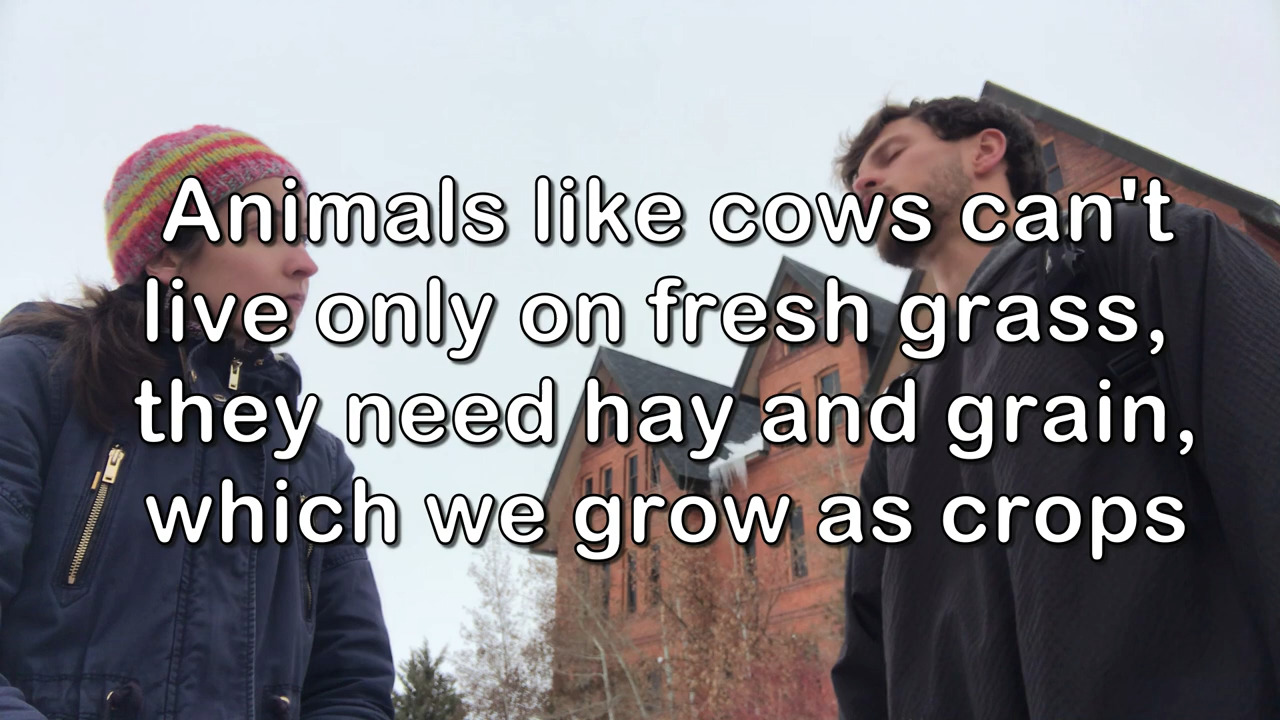 Animals like cows can't
live only on fresh grass,
they need hay and grain,
which we grow as crops